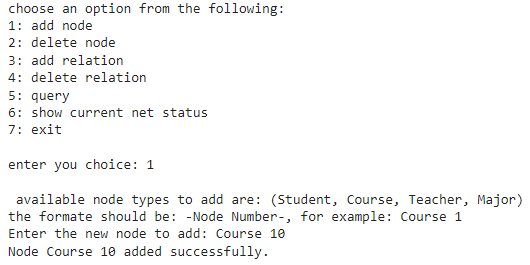 choose an option from the following:
1: add node
2: delete node
3: add relation
4: delete relation
5: query
6: show current net status
7: exit
enter you choice: 1
available node types to add are: (Student, Course, Teacher, Major)
the formate should be: -Node Number-, for example: Course 1
Enter the new node to add: Course 10
Node Course 10 added successfully.